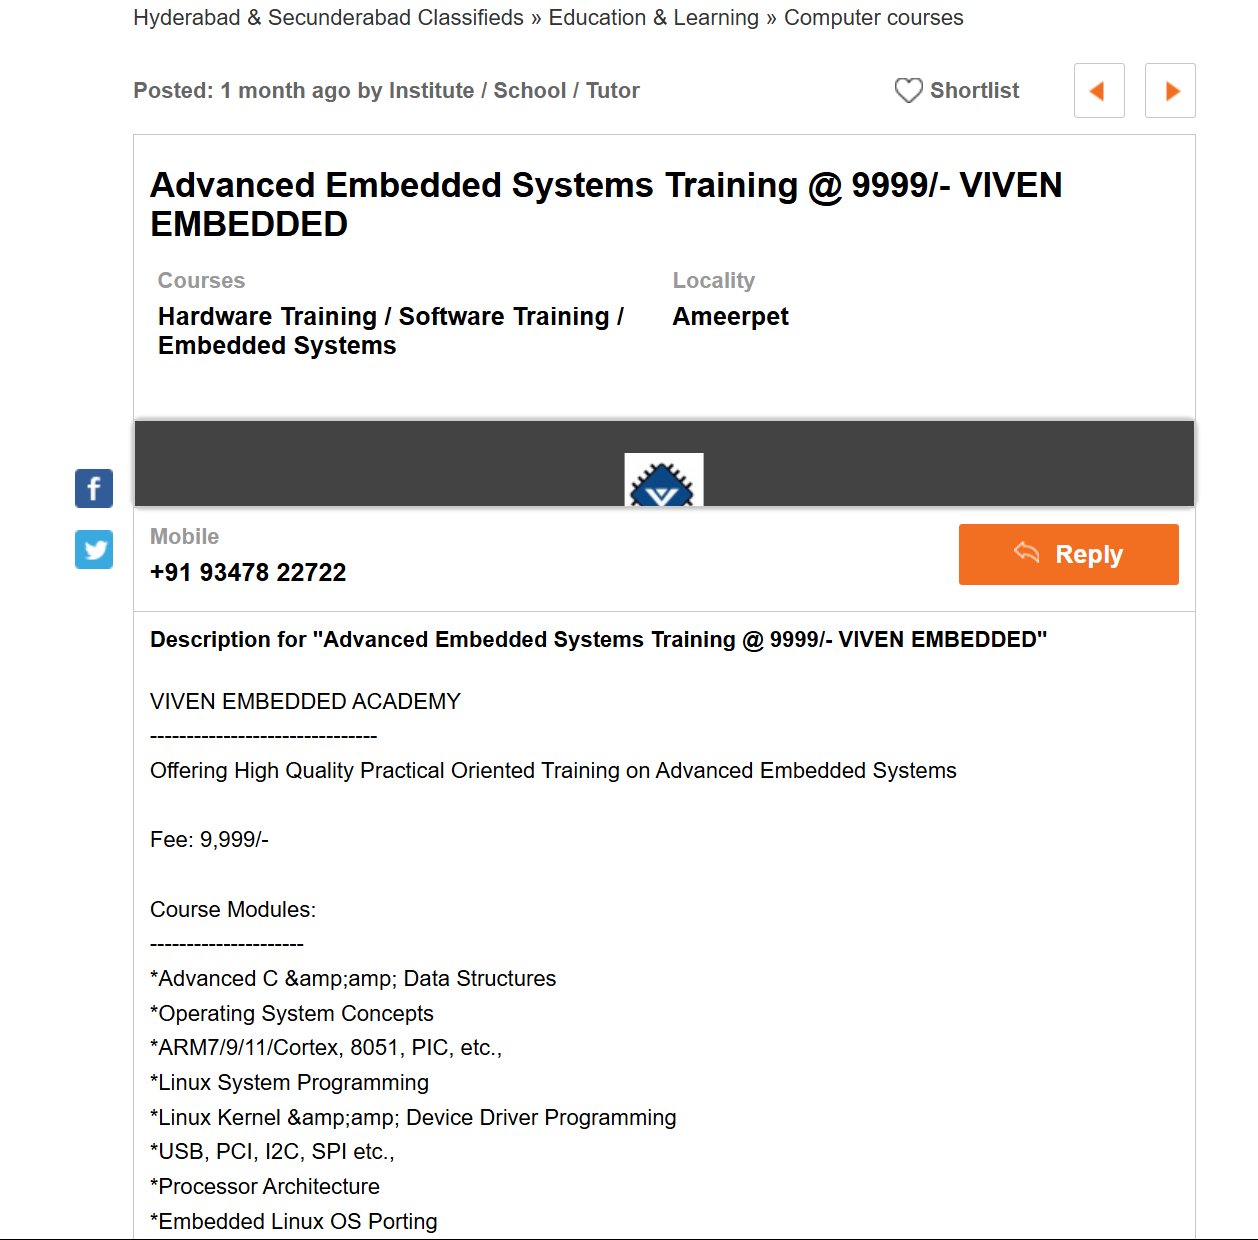 Hyderabad & Secunderabad Classifieds » Education & Learning » Computer courses
Posted: 1 month ago by Institute / School / Tutor
Shortlist
Advanced Embedded Systems Training @ 9999/- VIVEN
EMBEDDED
Courses
Hardware Training / Software Training /
Embedded Systems
Locality
Ameerpet
Mobile
+91 93478 22722
Reply
Description for "Advanced Embedded Systems Training @ 9999/- VIVEN EMBEDDED"
VIVEN EMBEDDED ACADEMY
-------------------------------
Offering High Quality Practical Oriented Training on Advanced Embedded Systems
Fee: 9,999/-
Course Modules:
---------------------
*Advanced C &amp;amp; Data Structures
*Operating System Concepts
*ARM7/9/11/Cortex, 8051, PIC, etc.,
*Linux System Programming
*Linux Kernel &amp;amp; Device Driver Programming
*USB, PCI, I2C, SPI etc.,
*Processor Architecture
*Embedded Linux OS Porting